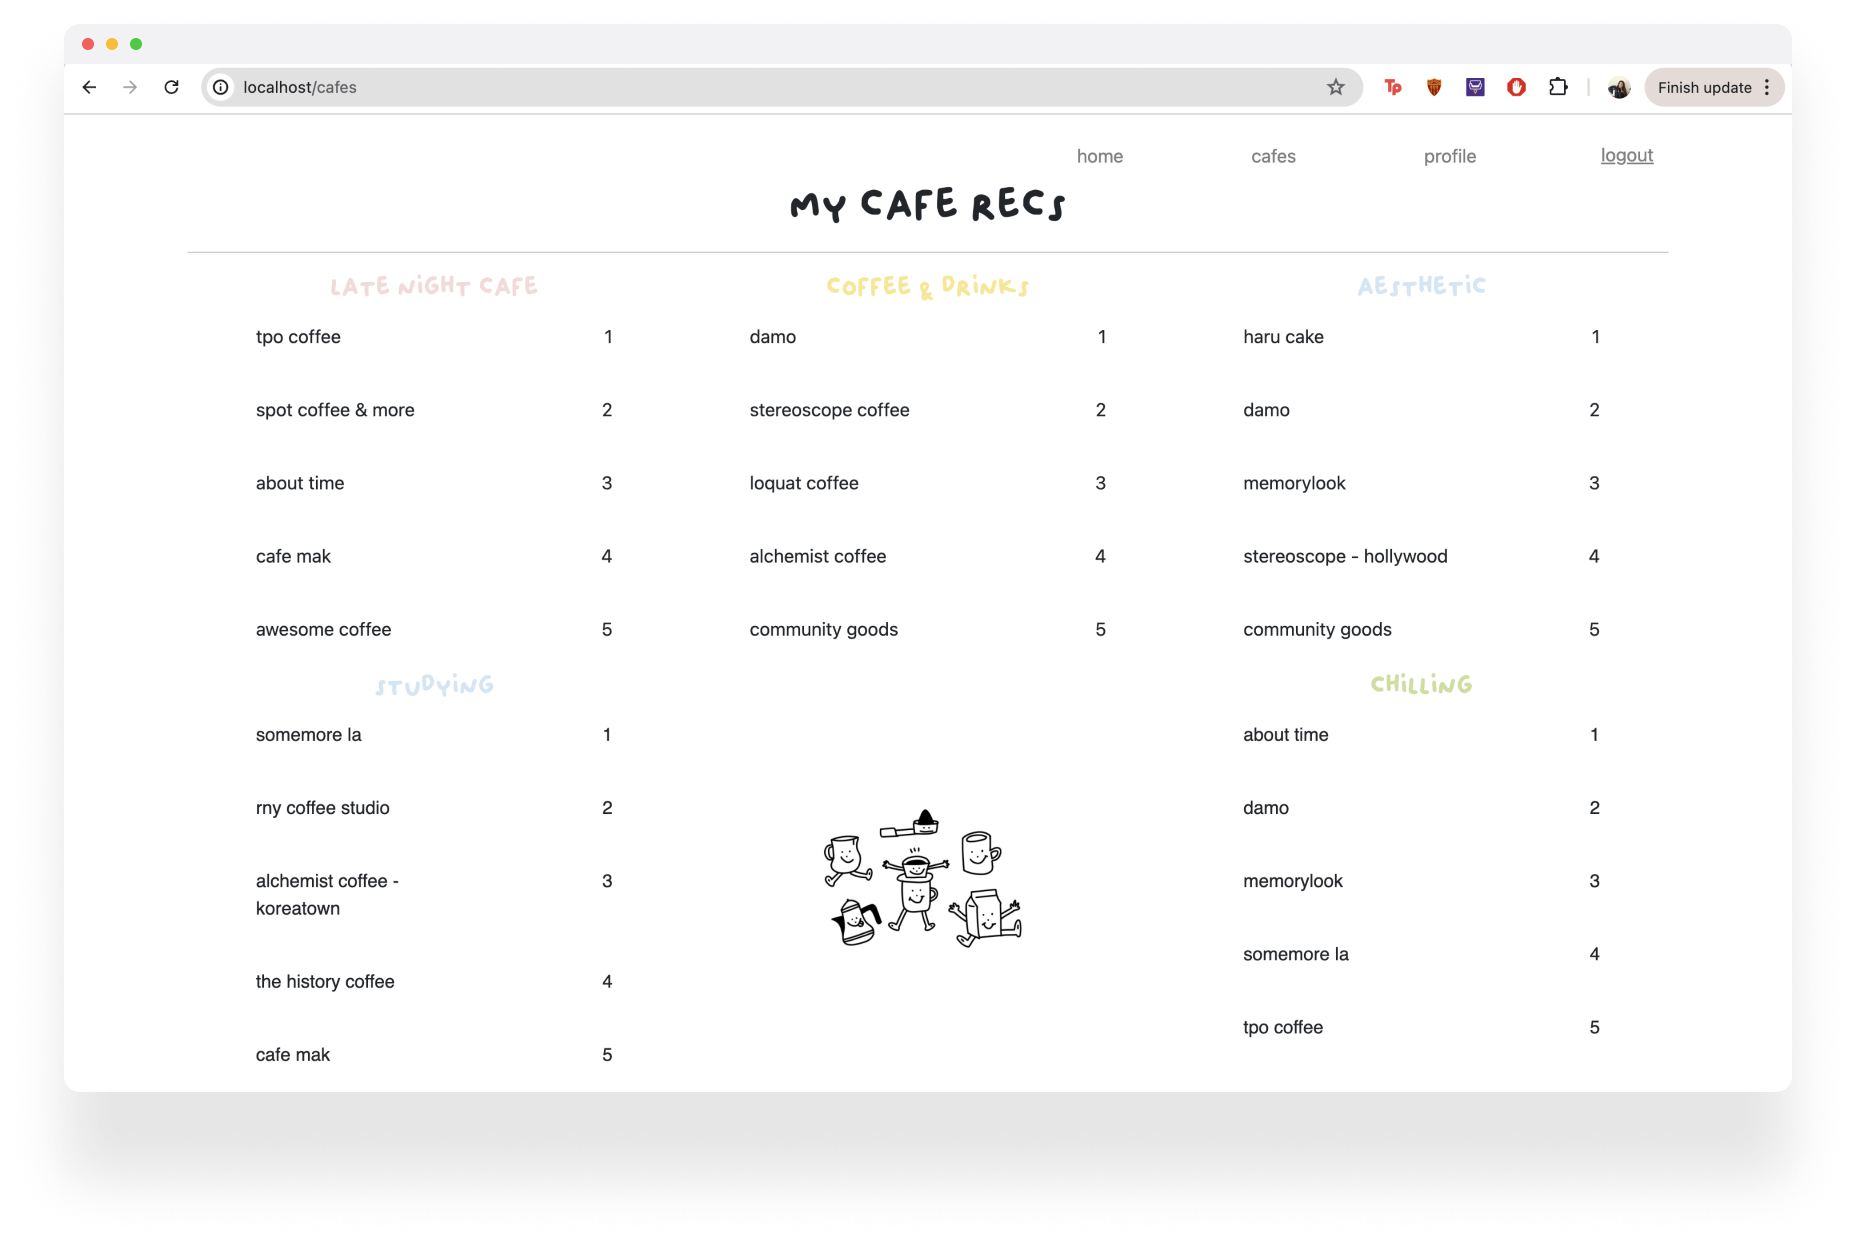 localhost/cafes
Tp
Finish update
home cafes profile logout
MY CAFE RECS
LATE NiGHT CAFE
tpo coffee 1
spot coffee & more 2
about time 3
cafe mak 4
awesome coffee 5
COFFEE & DRiNKS
damo 1
stereoscope coffee 2
loquat coffee 3
alchemist coffee 4
community goods 5
AESTHETiC
haru cake 1
damo 2
memorylook 3
stereoscope - hollywood 4
community goods 5
STUDYiNG
somemore la 1
rny coffee studio 2
alchemist coffee - 3
koreatown
the history coffee 4
cafe mak 5
CHiLLiNG
about time 1
damo 2
memorylook 3
somemore la 4
tpo coffee 5